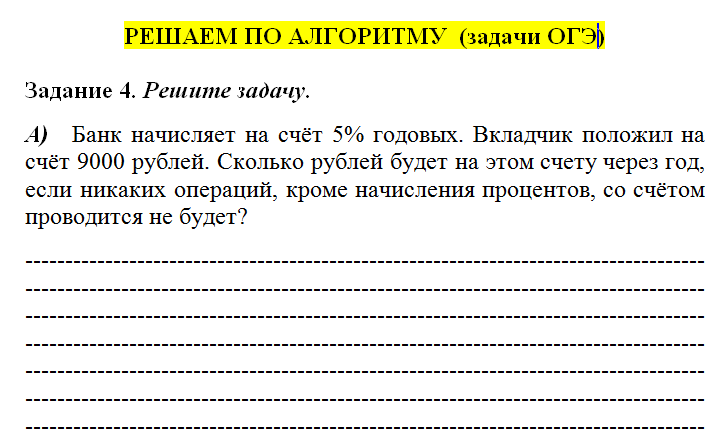 РЕШАЕМ ПО АЛГОРИТМУ (задачи ОГЭ)
Задание 4. Решите задачу.
А) Банк начисляет на счёт 5% годовых. Вкладчик положил на
счёт 9000 рублей. Сколько рублей будет на этом счету через год,
если никаких операций, кроме начисления процентов, со счётом
проводится не будет?